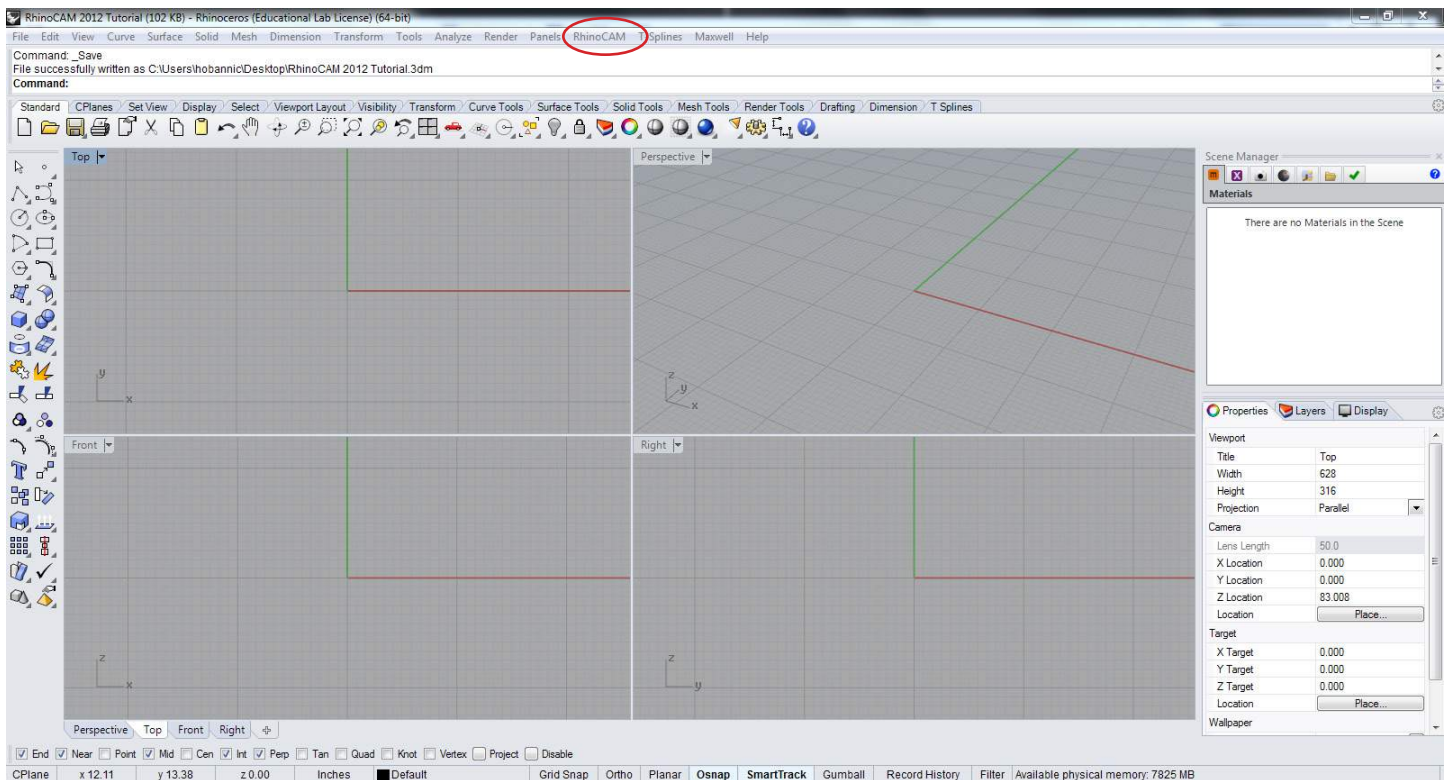 RhinoCAM 2012 Tutorial (102 KB) - Rhinoceros (Educational Lab License) (64-bit)
File Edit View Curve Surface Solid Mesh Dimension Transform Tools Analyze Render Panels RhinoCAM T-Splines Maxwell Help
Command: _Save
File successfully written as C:\Users\hobannic\Desktop\RhinoCAM 2012 Tutorial.3dm
Command:
Standard CPlanes Set View Display Select Viewport Layout Visibility Transform Curve Tools Surface Tools Solid Tools Mesh Tools Render Tools Drafting Dimension T Splines
Top
Perspective
Scene Manager
Materials
There are no Materials in the Scene
y
x
z
y
x
Properties Layers Display
Front
Right
Viewport
Title Top
Width 628
Height 316
Projection Parallel
Camera
Lens Length 50.0
X Location 0.000
Y Location 0.000
Z Location 83.008
Location Place...
Target
X Target 0.000
Y Target 0.000
Z Target 0.000
Location Place...
Wallpaper
z
x
z
y
Perspective Top Front Right
End Near Point Mid Cen Int Perp Tan Quad Knot Vertex Project Disable
CPlane x 12.11 y 13.38 z 0.00 Inches Default Grid Snap Ortho Planar Osnap SmartTrack Gumball Record History Filter Available physical memory: 7825 MB